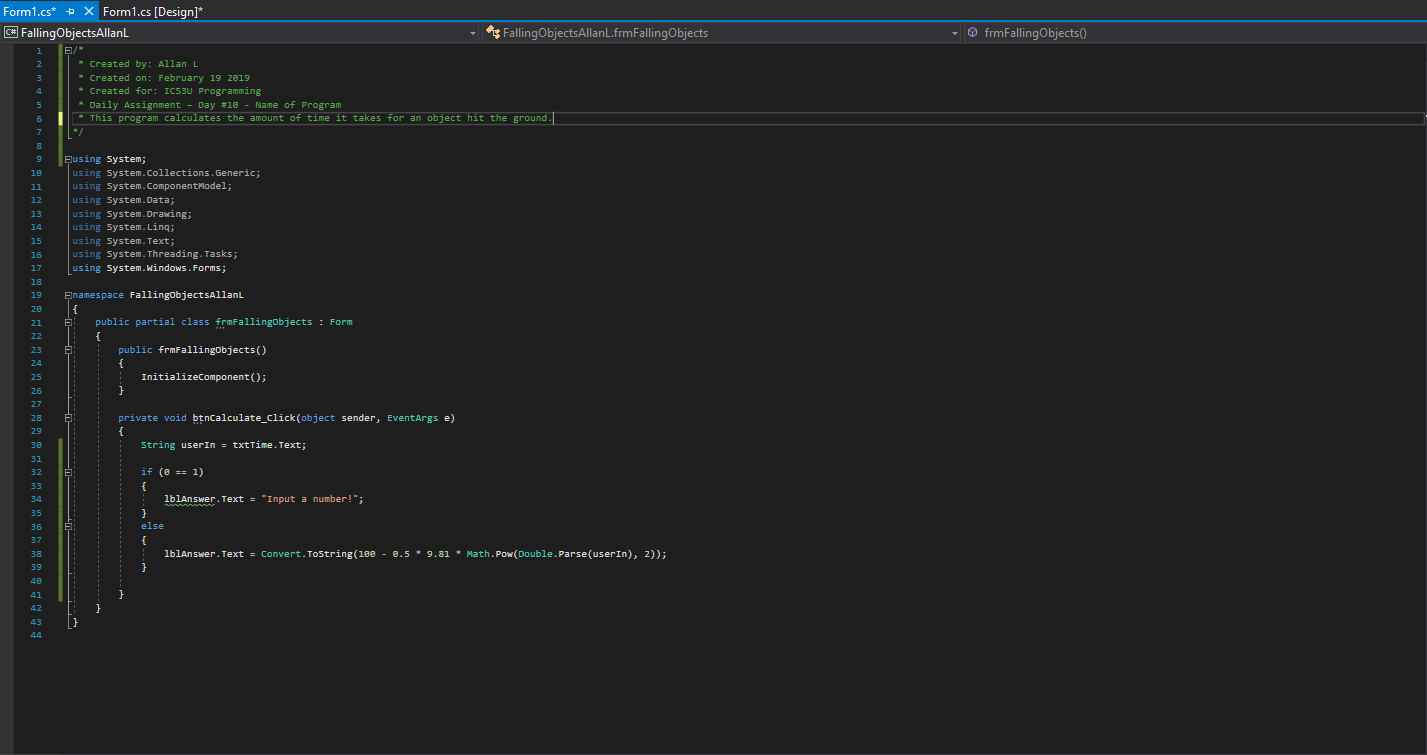 Form1.cs* Form1.cs [Design]*
C# FallingObjectsAllanL FallingObjectsAllanL.frmFallingObjects frmFallingObjects()
1 /*
2 * Created by: Allan L
3 * Created on: February 19 2019
4 * Created for: ICS3U Programming
5 * Daily Assignment – Day #10 - Name of Program
6 * This program calculates the amount of time it takes for an object hit the ground.
7 */
8
9 using System;
10 using System.Collections.Generic;
11 using System.ComponentModel;
12 using System.Data;
13 using System.Drawing;
14 using System.Linq;
15 using System.Text;
16 using System.Threading.Tasks;
17 using System.Windows.Forms;
18
19 namespace FallingObjectsAllanL
20 {
21 public partial class frmFallingObjects : Form
22 {
23 public frmFallingObjects()
24 {
25 InitializeComponent();
26 }
27
28 private void btnCalculate_Click(object sender, EventArgs e)
29 {
30 String userIn = txtTime.Text;
31
32 if (0 == 1)
33 {
34 lblAnswer.Text = "Input a number!";
35 }
36 else
37 {
38 lblAnswer.Text = Convert.ToString(100 - 0.5 * 9.81 * Math.Pow(Double.Parse(userIn), 2));
39 }
40
41 }
42 }
43 }
44